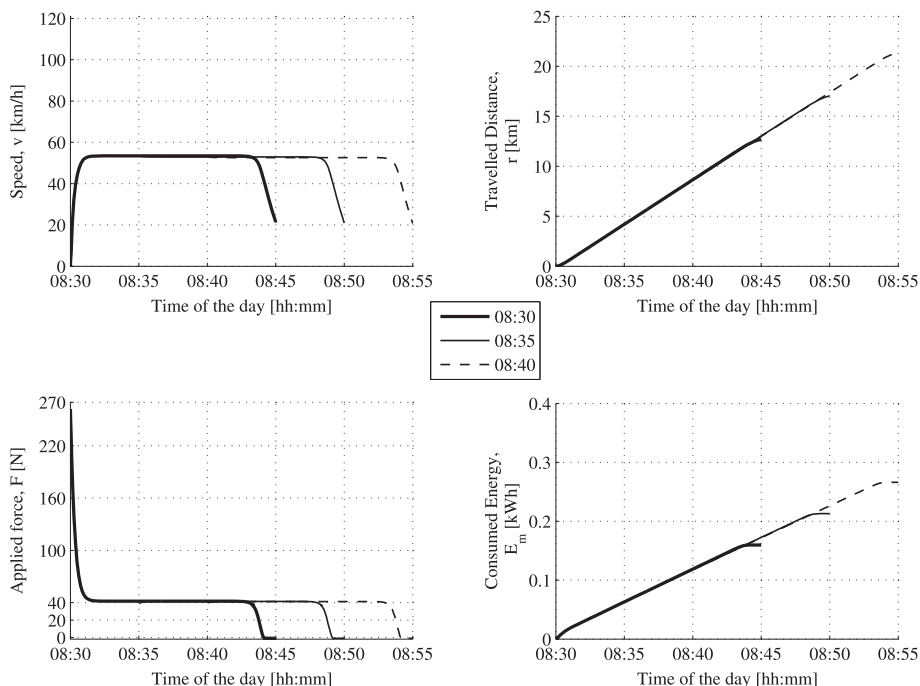 120
100
80
60
40
20
0
Speed, v [km/h]
08:30 08:35 08:40 08:45 08:50 08:55
Time of the day [hh:mm]
25
20
15
10
5
0
Travelled Distance,
r [km]
08:30 08:35 08:40 08:45 08:50 08:55
Time of the day [hh:mm]
08:30
08:35
08:40
270
220
160
100
40
20
0
Applied force, F [N]
08:30 08:35 08:40 08:45 08:50 08:55
Time of the day [hh:mm]
0.4
0.3
0.2
0.1
0
Consumed Energy,
E_m [kWh]
08:30 08:35 08:40 08:45 08:50 08:55
Time of the day [hh:mm]